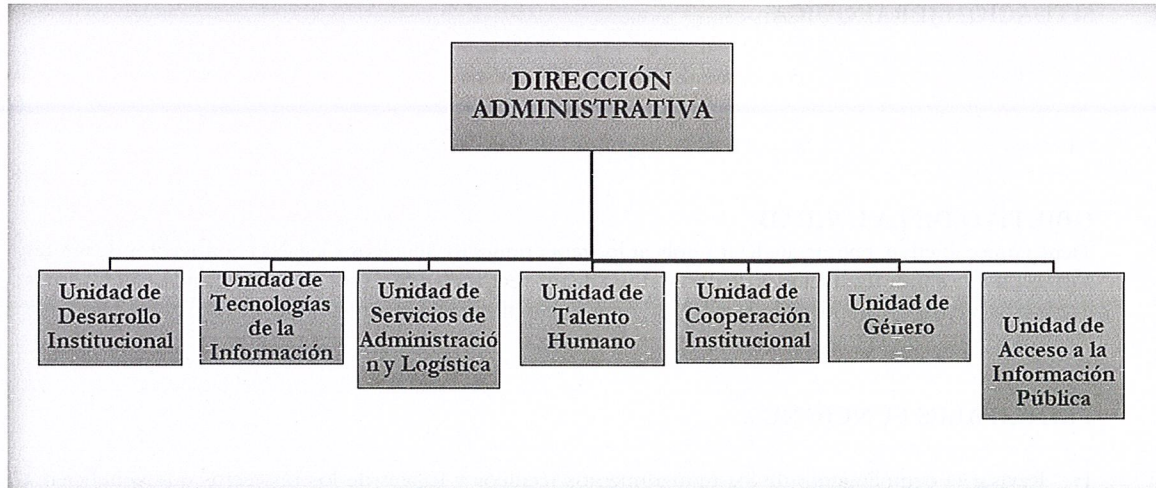 DIRECCIÓN
ADMINISTRATIVA
Unidad de
Desarrollo
Institucional
Unidad de
Tecnologías
de la
Información
Unidad de
Servicios de
Administració
n y Logística
Unidad de
Talento
Humano
Unidad de
Cooperación
Institucional
Unidad de
Género
Unidad de
Acceso a la
Información
Pública